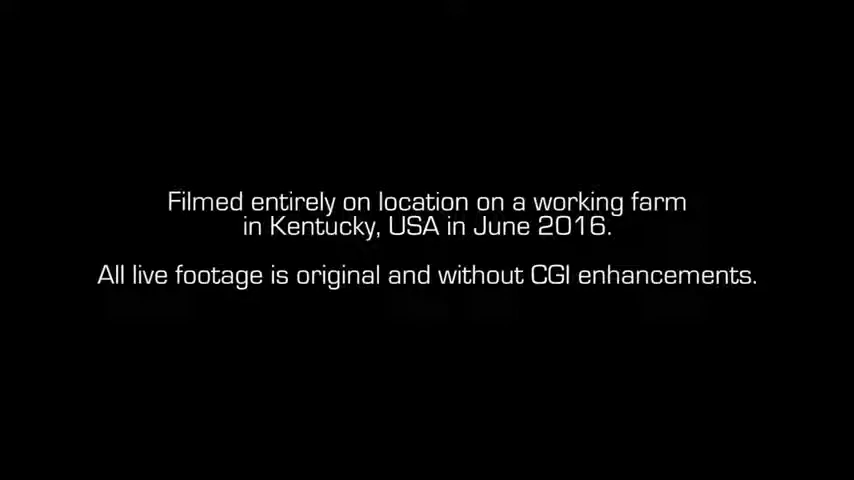 Filmed entirely on location on a working farm
in Kentucky, USA in June 2016.
All live footage is original and without CGI enhancements.